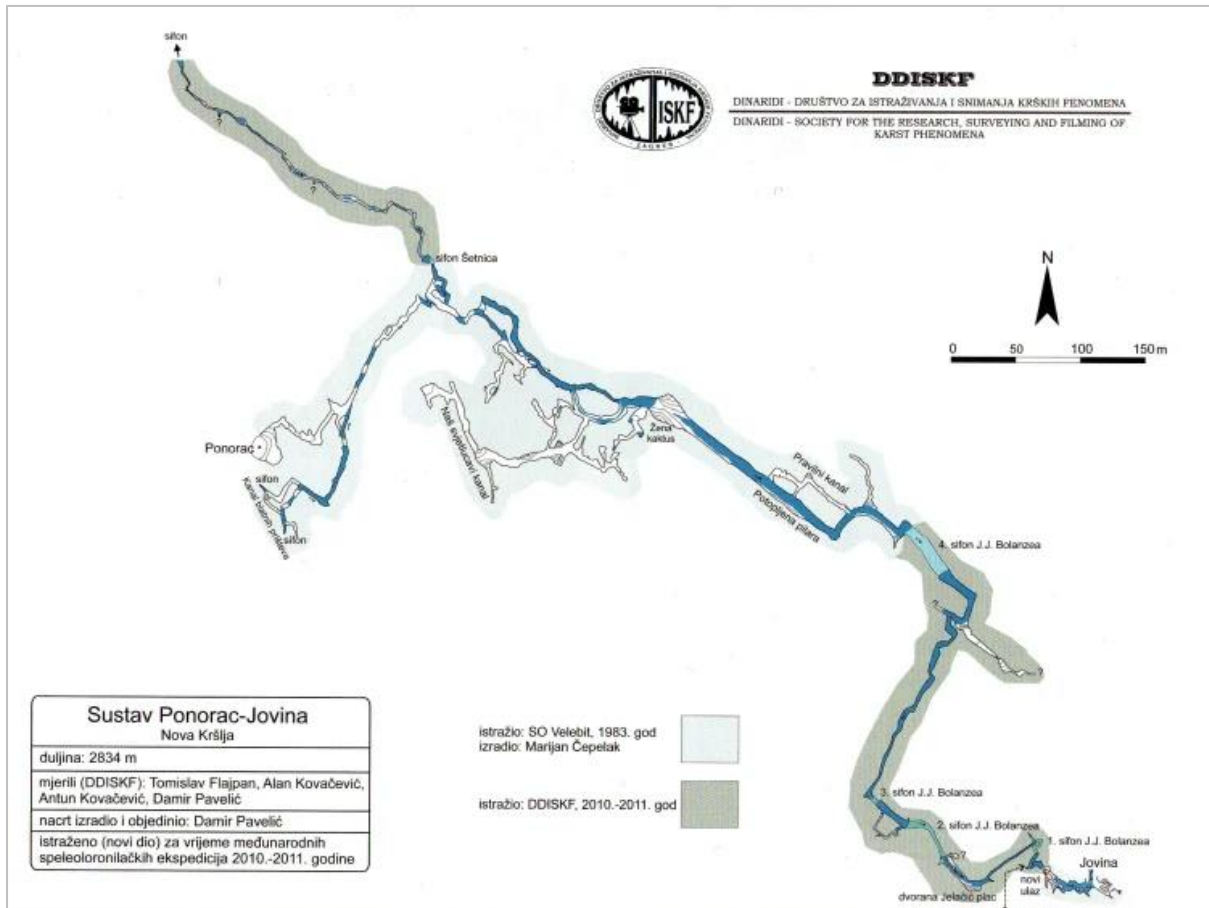 sifon
DDISKF
DINARIDI - DRUŠTVO ZA ISTRAŽIVANJA I SNIMANJA KRŠKIH FENOMENA
DINARIDI - SOCIETY FOR THE RESEARCH, SURVEYING AND FILMING OF
KARST PHENOMENA
ISKF
ZAGREB
?
?
sifon Šetnica
N
0 50 100 150 m
Ponorac
sifon
sifon
Naš svjetlucavi kanal
Žena
kaktus
Pravilni kanal
Potopljena pilara
4. sifon J.J. Bolanzea
?
?
3. sifon J.J. Bolanzea
2. sifon J.J. Bolanzea
1. sifon J.J. Bolanzea
?
Jovina
novi
ulaz
dvorana Jelačić plac
Sustav Ponorac-Jovina
Nova Kršlja
duljina: 2834 m
mjerili (DDISKF): Tomislav Flajpan, Alan Kovačević,
Antun Kovačević, Damir Pavelić
nacrt izradio i objedinio: Damir Pavelić
istraženo (novi dio) za vrijeme međunarodnih
speleoloronilačkih ekspedicija 2010.-2011. godine
istražio: SO Velebit, 1983. god
izradio: Marijan Čepelak
istražio: DDISKF, 2010.-2011. god